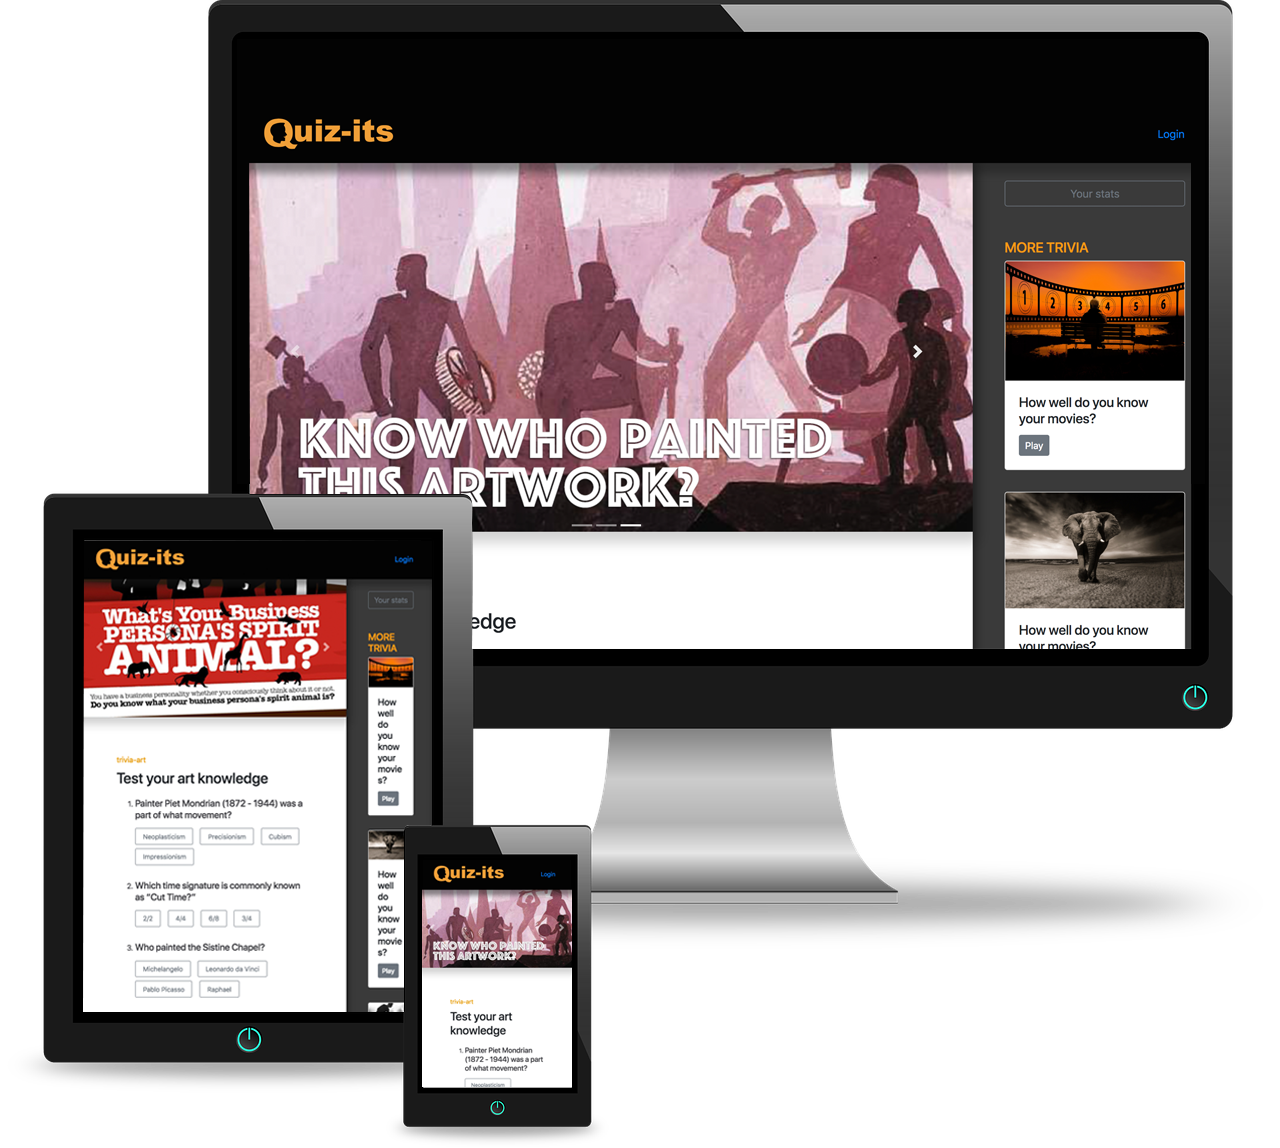 Quiz-its
Login
Your stats
MORE TRIVIA
1 2 3 4 5 6
How well do you know
your movies?
Play
How well do you know
your movies?
KNOW WHO PAINTED
THIS ARTWORK?
edge
Quiz-its
Login
What's Your Business
PERSONA'S SPIRIT
ANIMAL?
You have a business personality whether you consciously think about it or not.
Do you know what your business persona's spirit animal is?
Your stats
MORE
TRIVIA
How
well
do
you
know
your
movie
s?
Play
How
well
do
you
know
your
movie
s?
Play
trivia-art
Test your art knowledge
1. Painter Piet Mondrian (1872 - 1944) was a
part of what movement?
Neoplasticism Precisionism Cubism
Impressionism
2. Which time signature is commonly known
as “Cut Time?”
2/2 4/4 6/8 3/4
3. Who painted the Sistine Chapel?
Michelangelo Leonardo da Vinci
Pablo Picasso Raphael
Quiz-its
Login
KNOW WHO PAINTED
THIS ARTWORK?
trivia-art
Test your art
knowledge
1. Painter Piet Mondrian
(1872 - 1944) was a part
of what movement?
Neoplasticism